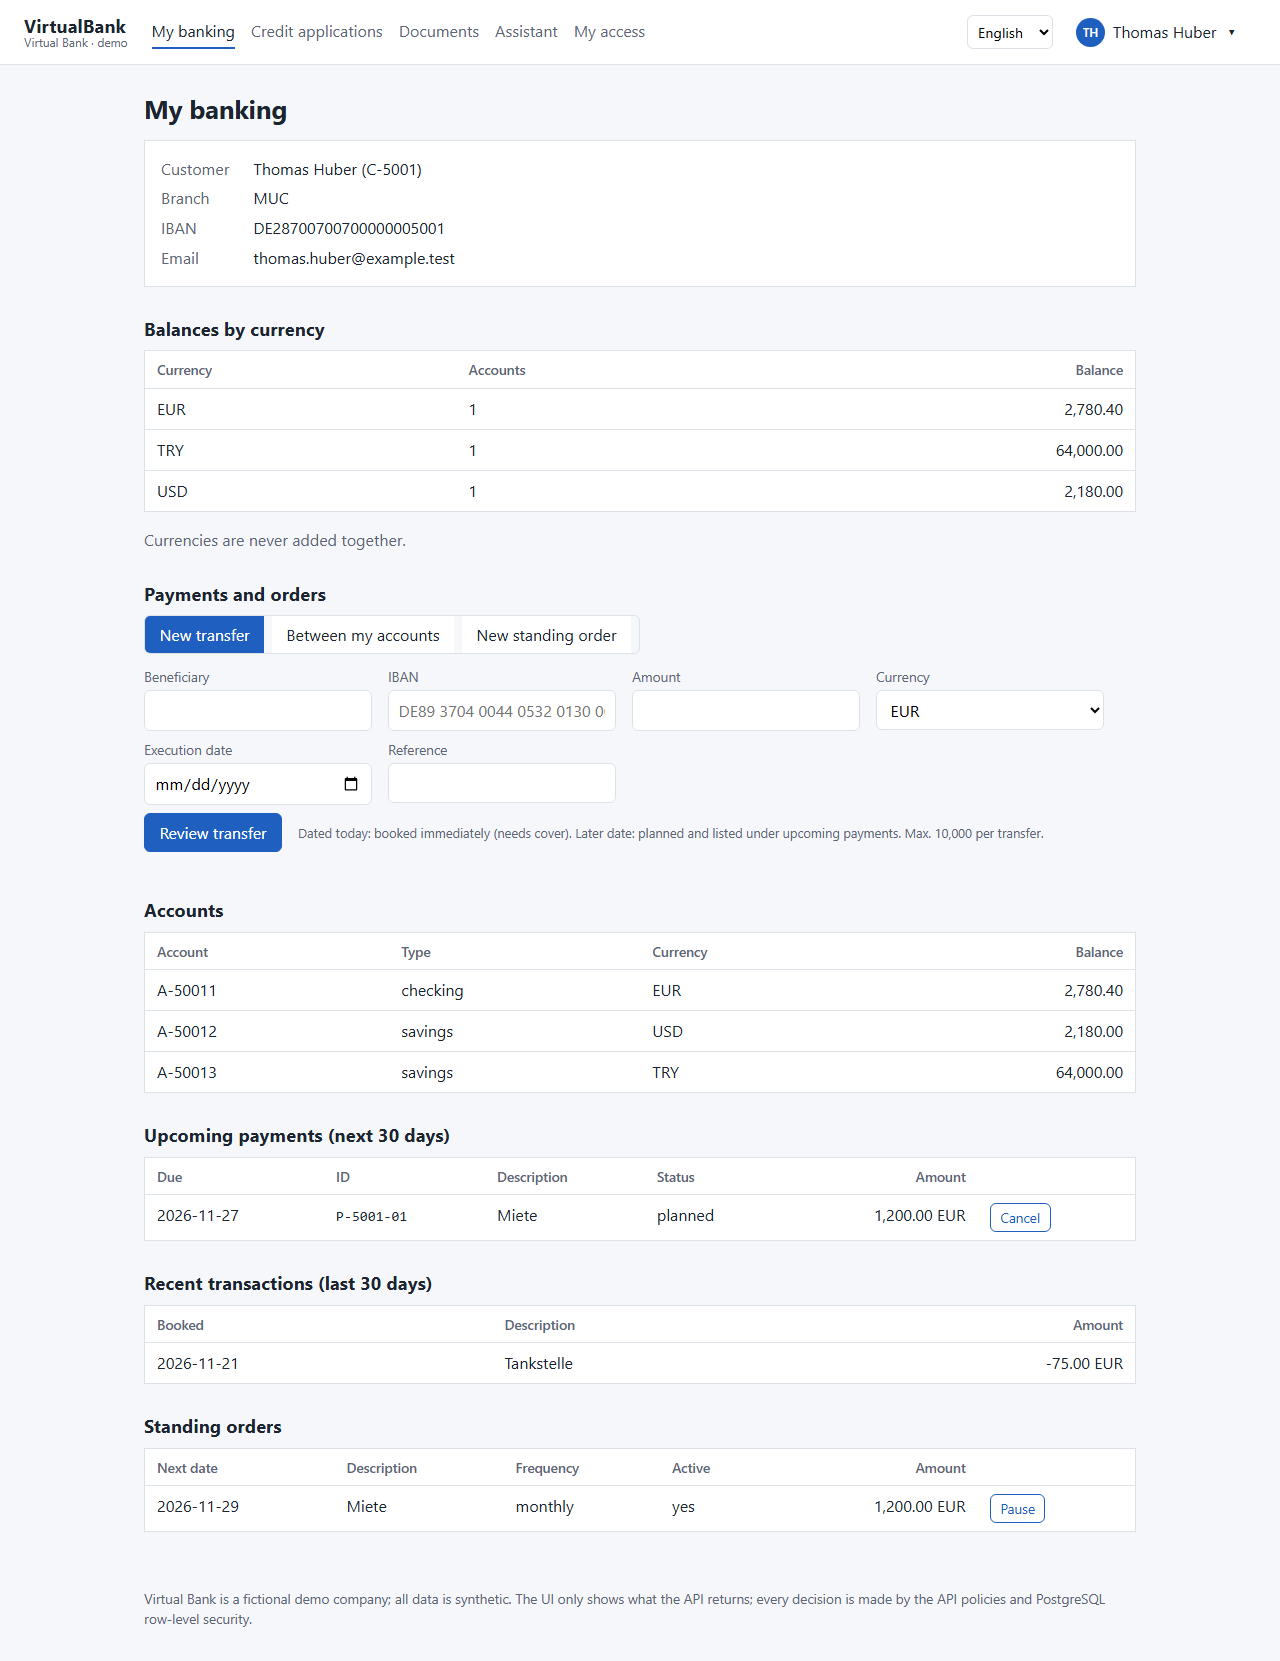 VirtualBank
Virtual Bank · demo
My banking
Credit applications
Documents
Assistant
My access
English
TH
Thomas Huber
My banking
Customer Thomas Huber (C-5001)
Branch MUC
IBAN DE28700700700000005001
Email thomas.huber@example.test
Balances by currency
Currency Accounts Balance
EUR 1 2,780.40
TRY 1 64,000.00
USD 1 2,180.00
Currencies are never added together.
Payments and orders
New transfer Between my accounts New standing order
Beneficiary IBAN Amount Currency
DE89 3704 0044 0532 0130 EUR
Execution date Reference
mm/dd/yyyy
Review transfer Dated today: booked immediately (needs cover). Later date: planned and listed under upcoming payments. Max. 10,000 per transfer.
Accounts
Account Type Currency Balance
A-50011 checking EUR 2,780.40
A-50012 savings USD 2,180.00
A-50013 savings TRY 64,000.00
Upcoming payments (next 30 days)
Due ID Description Status Amount
2026-11-27 P-5001-01 Miete planned 1,200.00 EUR Cancel
Recent transactions (last 30 days)
Booked Description Amount
2026-11-21 Tankstelle -75.00 EUR
Standing orders
Next date Description Frequency Active Amount
2026-11-29 Miete monthly yes 1,200.00 EUR Pause
Virtual Bank is a fictional demo company; all data is synthetic. The UI only shows what the API returns; every decision is made by the API policies and PostgreSQL
row-level security.